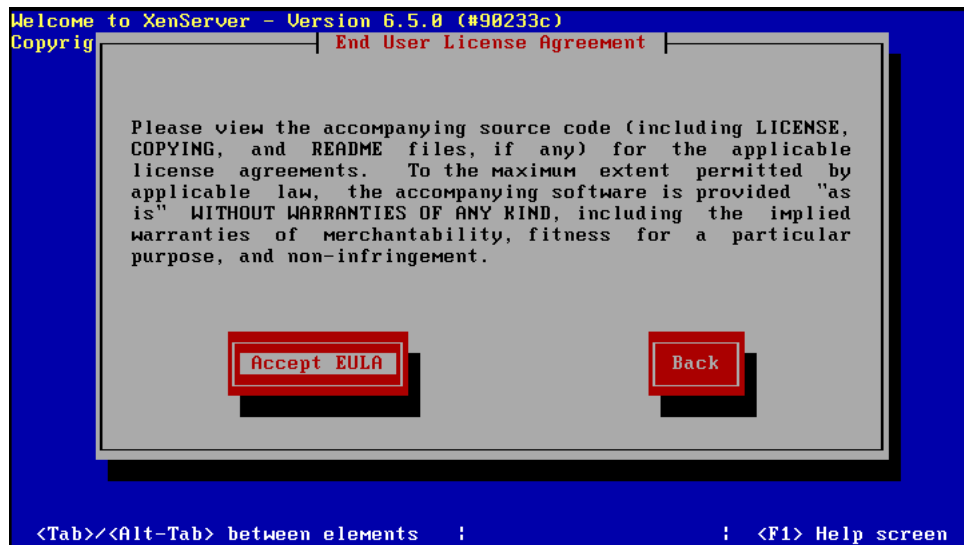 Welcome to XenServer - Version 6.5.0 (#90233c)
Copyrig
End User License Agreement
Please view the accompanying source code (including LICENSE,
COPYING, and README files, if any) for the applicable
license agreements. To the maximum extent permitted by
applicable law, the accompanying software is provided "as
is" WITHOUT WARRANTIES OF ANY KIND, including the implied
warranties of merchantability, fitness for a particular
purpose, and non-infringement.
Accept EULA Back
<Tab>/<Alt-Tab> between elements ¦ ¦ <F1> Help screen